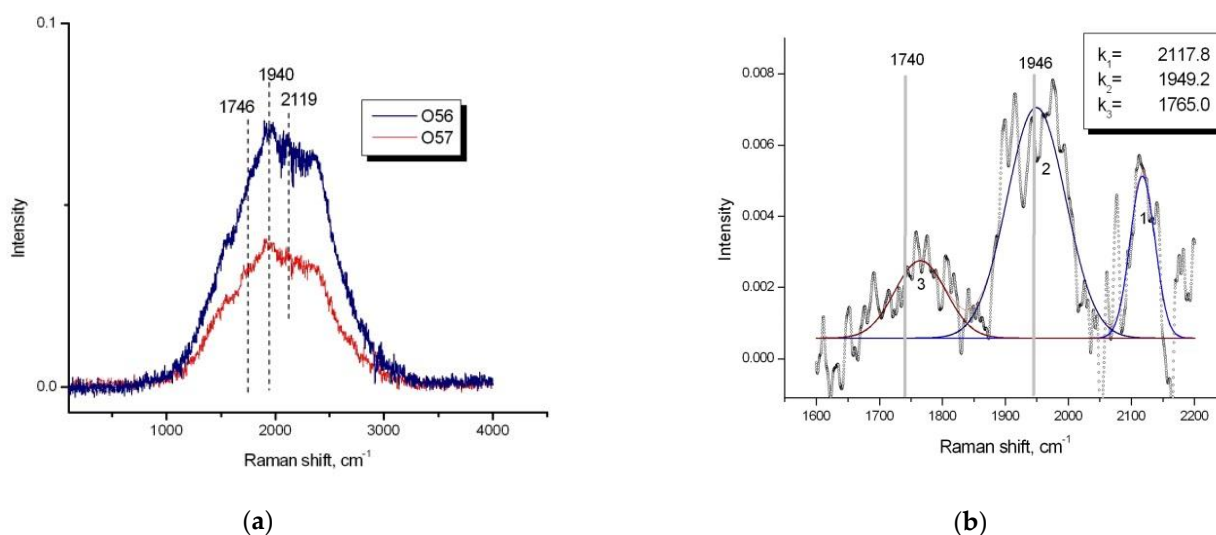 0.1
0.0
Intensity
1746
1940
2119
O56
O57
1000
2000
3000
4000
Raman shift, cm⁻¹
(a)
0.008
0.006
0.004
0.002
0.000
Intensity
1740
1946
k₁= 2117.8
k₂= 1949.2
k₃= 1765.0
3
2
1
1600
1700
1800
1900
2000
2100
2200
Raman shift, cm⁻¹
(b)